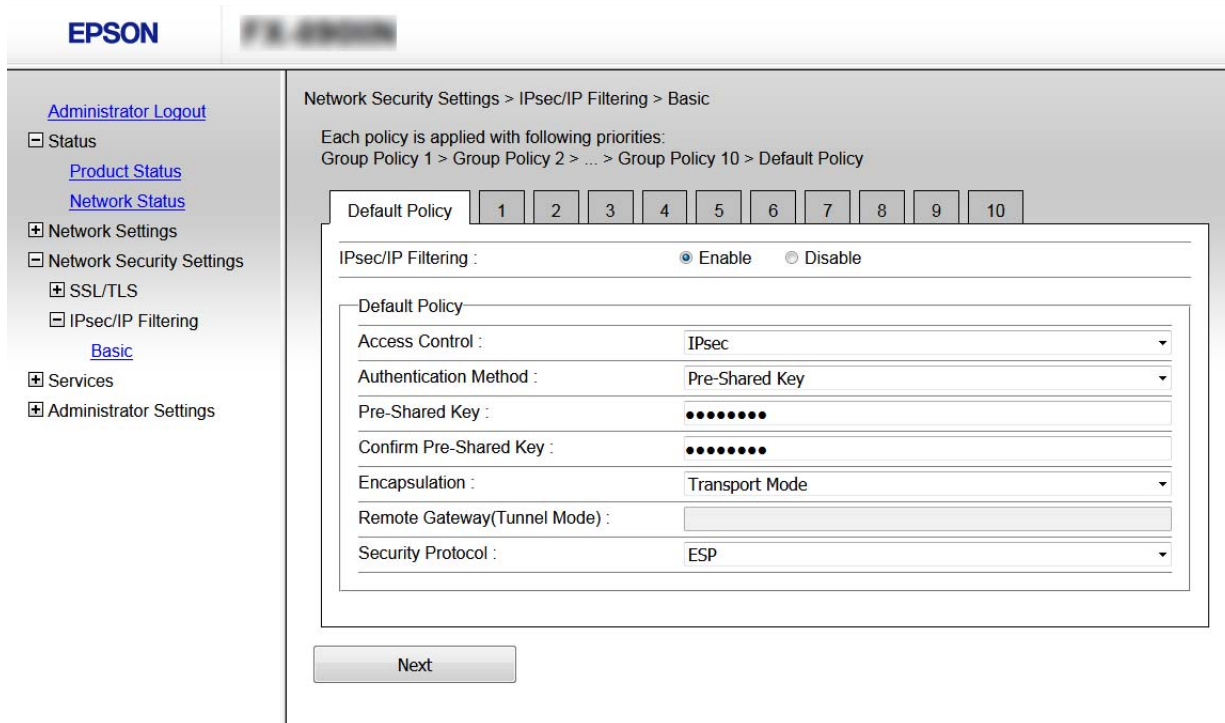 EPSON
Administrator Logout
Status
Product Status
Network Status
Network Settings
Network Security Settings
SSL/TLS
IPsec/IP Filtering
Basic
Services
Administrator Settings
Network Security Settings > IPsec/IP Filtering > Basic
Each policy is applied with following priorities:
Group Policy 1 > Group Policy 2 > ... > Group Policy 10 > Default Policy
Default Policy 1 2 3 4 5 6 7 8 9 10
IPsec/IP Filtering : Enable Disable
Default Policy
Access Control : IPsec
Authentication Method : Pre-Shared Key
Pre-Shared Key : ●●●●●●●●
Confirm Pre-Shared Key : ●●●●●●●●
Encapsulation : Transport Mode
Remote Gateway(Tunnel Mode) :
Security Protocol : ESP
Next